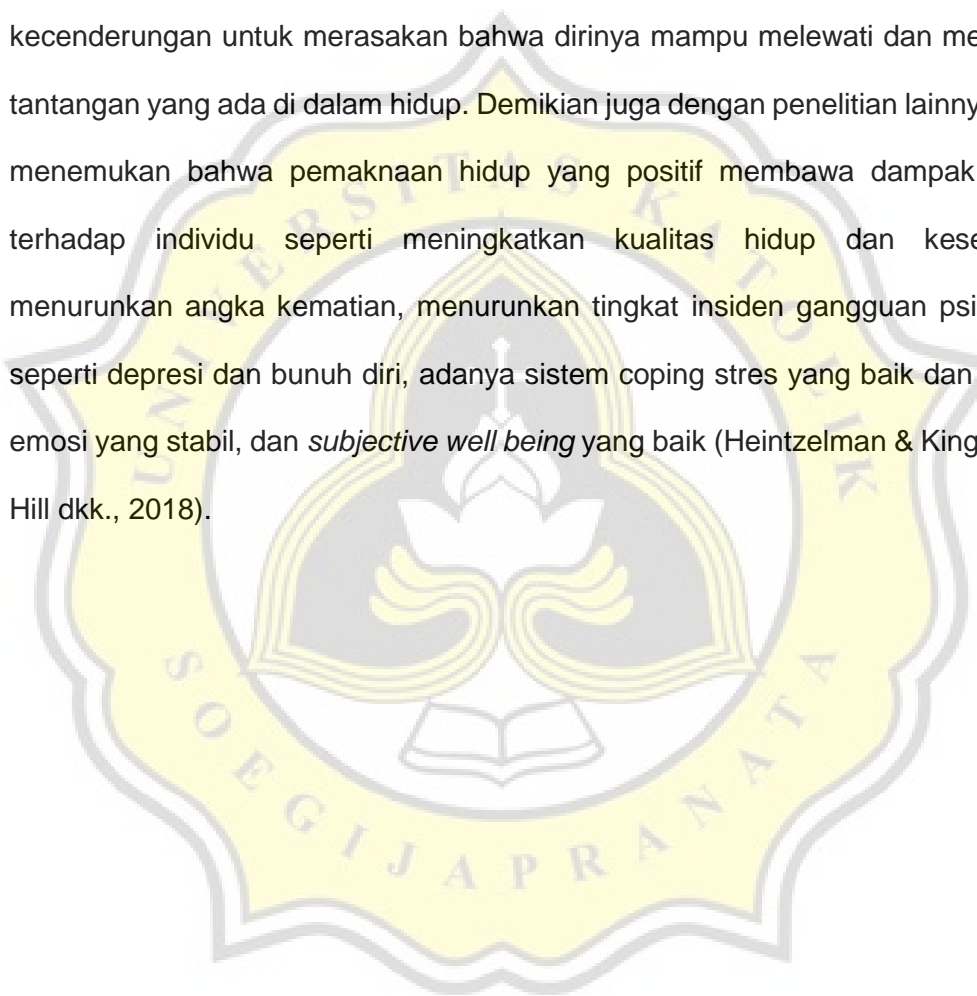 kecenderungan untuk merasakan bahwa dirinya mampu melewati dan me
tantangan yang ada di dalam hidup. Demikian juga dengan penelitian lainny
menemukan bahwa pemaknaan hidup yang positif membawa dampak
terhadap individu seperti meningkatkan kualitas hidup dan kese
menurunkan angka kematian, menurunkan tingkat insiden gangguan psi
seperti depresi dan bunuh diri, adanya sistem coping stres yang baik dan
emosi yang stabil, dan subjective well being yang baik (Heintzelman & King
Hill dkk., 2018).
UNIVERSITAS KATOLIK
SOEGIJAPRANATA